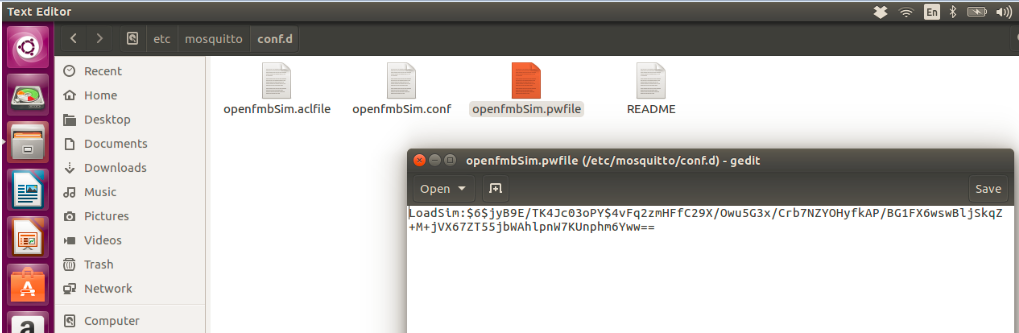 Text Editor
En
etc
mosquitto
conf.d
Recent
Home
Desktop
Documents
Downloads
Music
Pictures
Videos
Trash
Network
Computer
openfmbSim.aclfile
openfmbSim.conf
openfmbSim.pwfile
README
openfmbSim.pwfile (/etc/mosquitto/conf.d) - gedit
Open
Save
LoadSim:$6$jyB9E/TK4Jc03oPY$4vFq2zmHFfC29X/Owu5G3x/Crb7NZYOHyfkAP/BG1FX6wswBljSkqZ
+M+jVX67ZT55jbWAhlpnW7KUnphm6Yww==